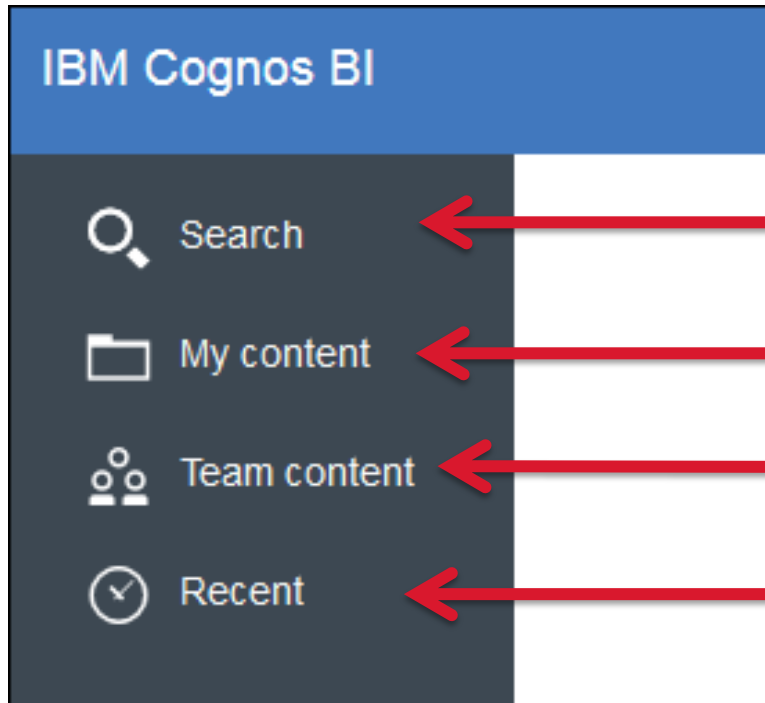 IBM Cognos BI
Search
My content
Team content
Recent